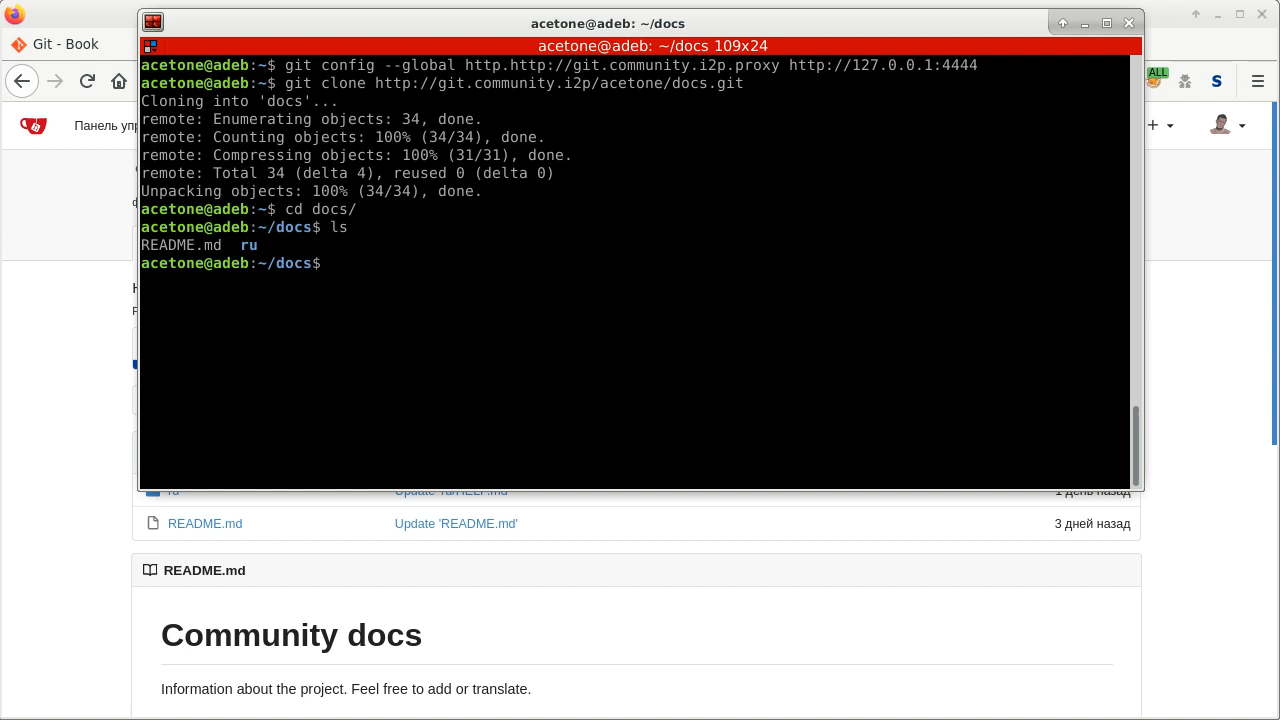 acetone@adeb: ~/docs
acetone@adeb: ~/docs 109x24
Git - Book
ALL
S
Панель упр
acetone@adeb:~$ git config --global http.http://git.community.i2p.proxy http://127.0.0.1:4444
acetone@adeb:~$ git clone http://git.community.i2p/acetone/docs.git
Cloning into 'docs'...
remote: Enumerating objects: 34, done.
remote: Counting objects: 100% (34/34), done.
remote: Compressing objects: 100% (31/31), done.
remote: Total 34 (delta 4), reused 0 (delta 0)
Unpacking objects: 100% (34/34), done.
acetone@adeb:~$ cd docs/
acetone@adeb:~/docs$ ls
README.md  ru
acetone@adeb:~/docs$
ru Update 'ru/HELP.md' 1 день назад
README.md Update 'README.md' 3 дней назад
README.md
Community docs
Information about the project. Feel free to add or translate.